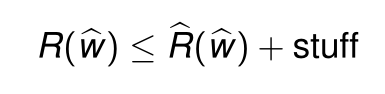 R(ŵ) ≤ R̂(ŵ) + stuff